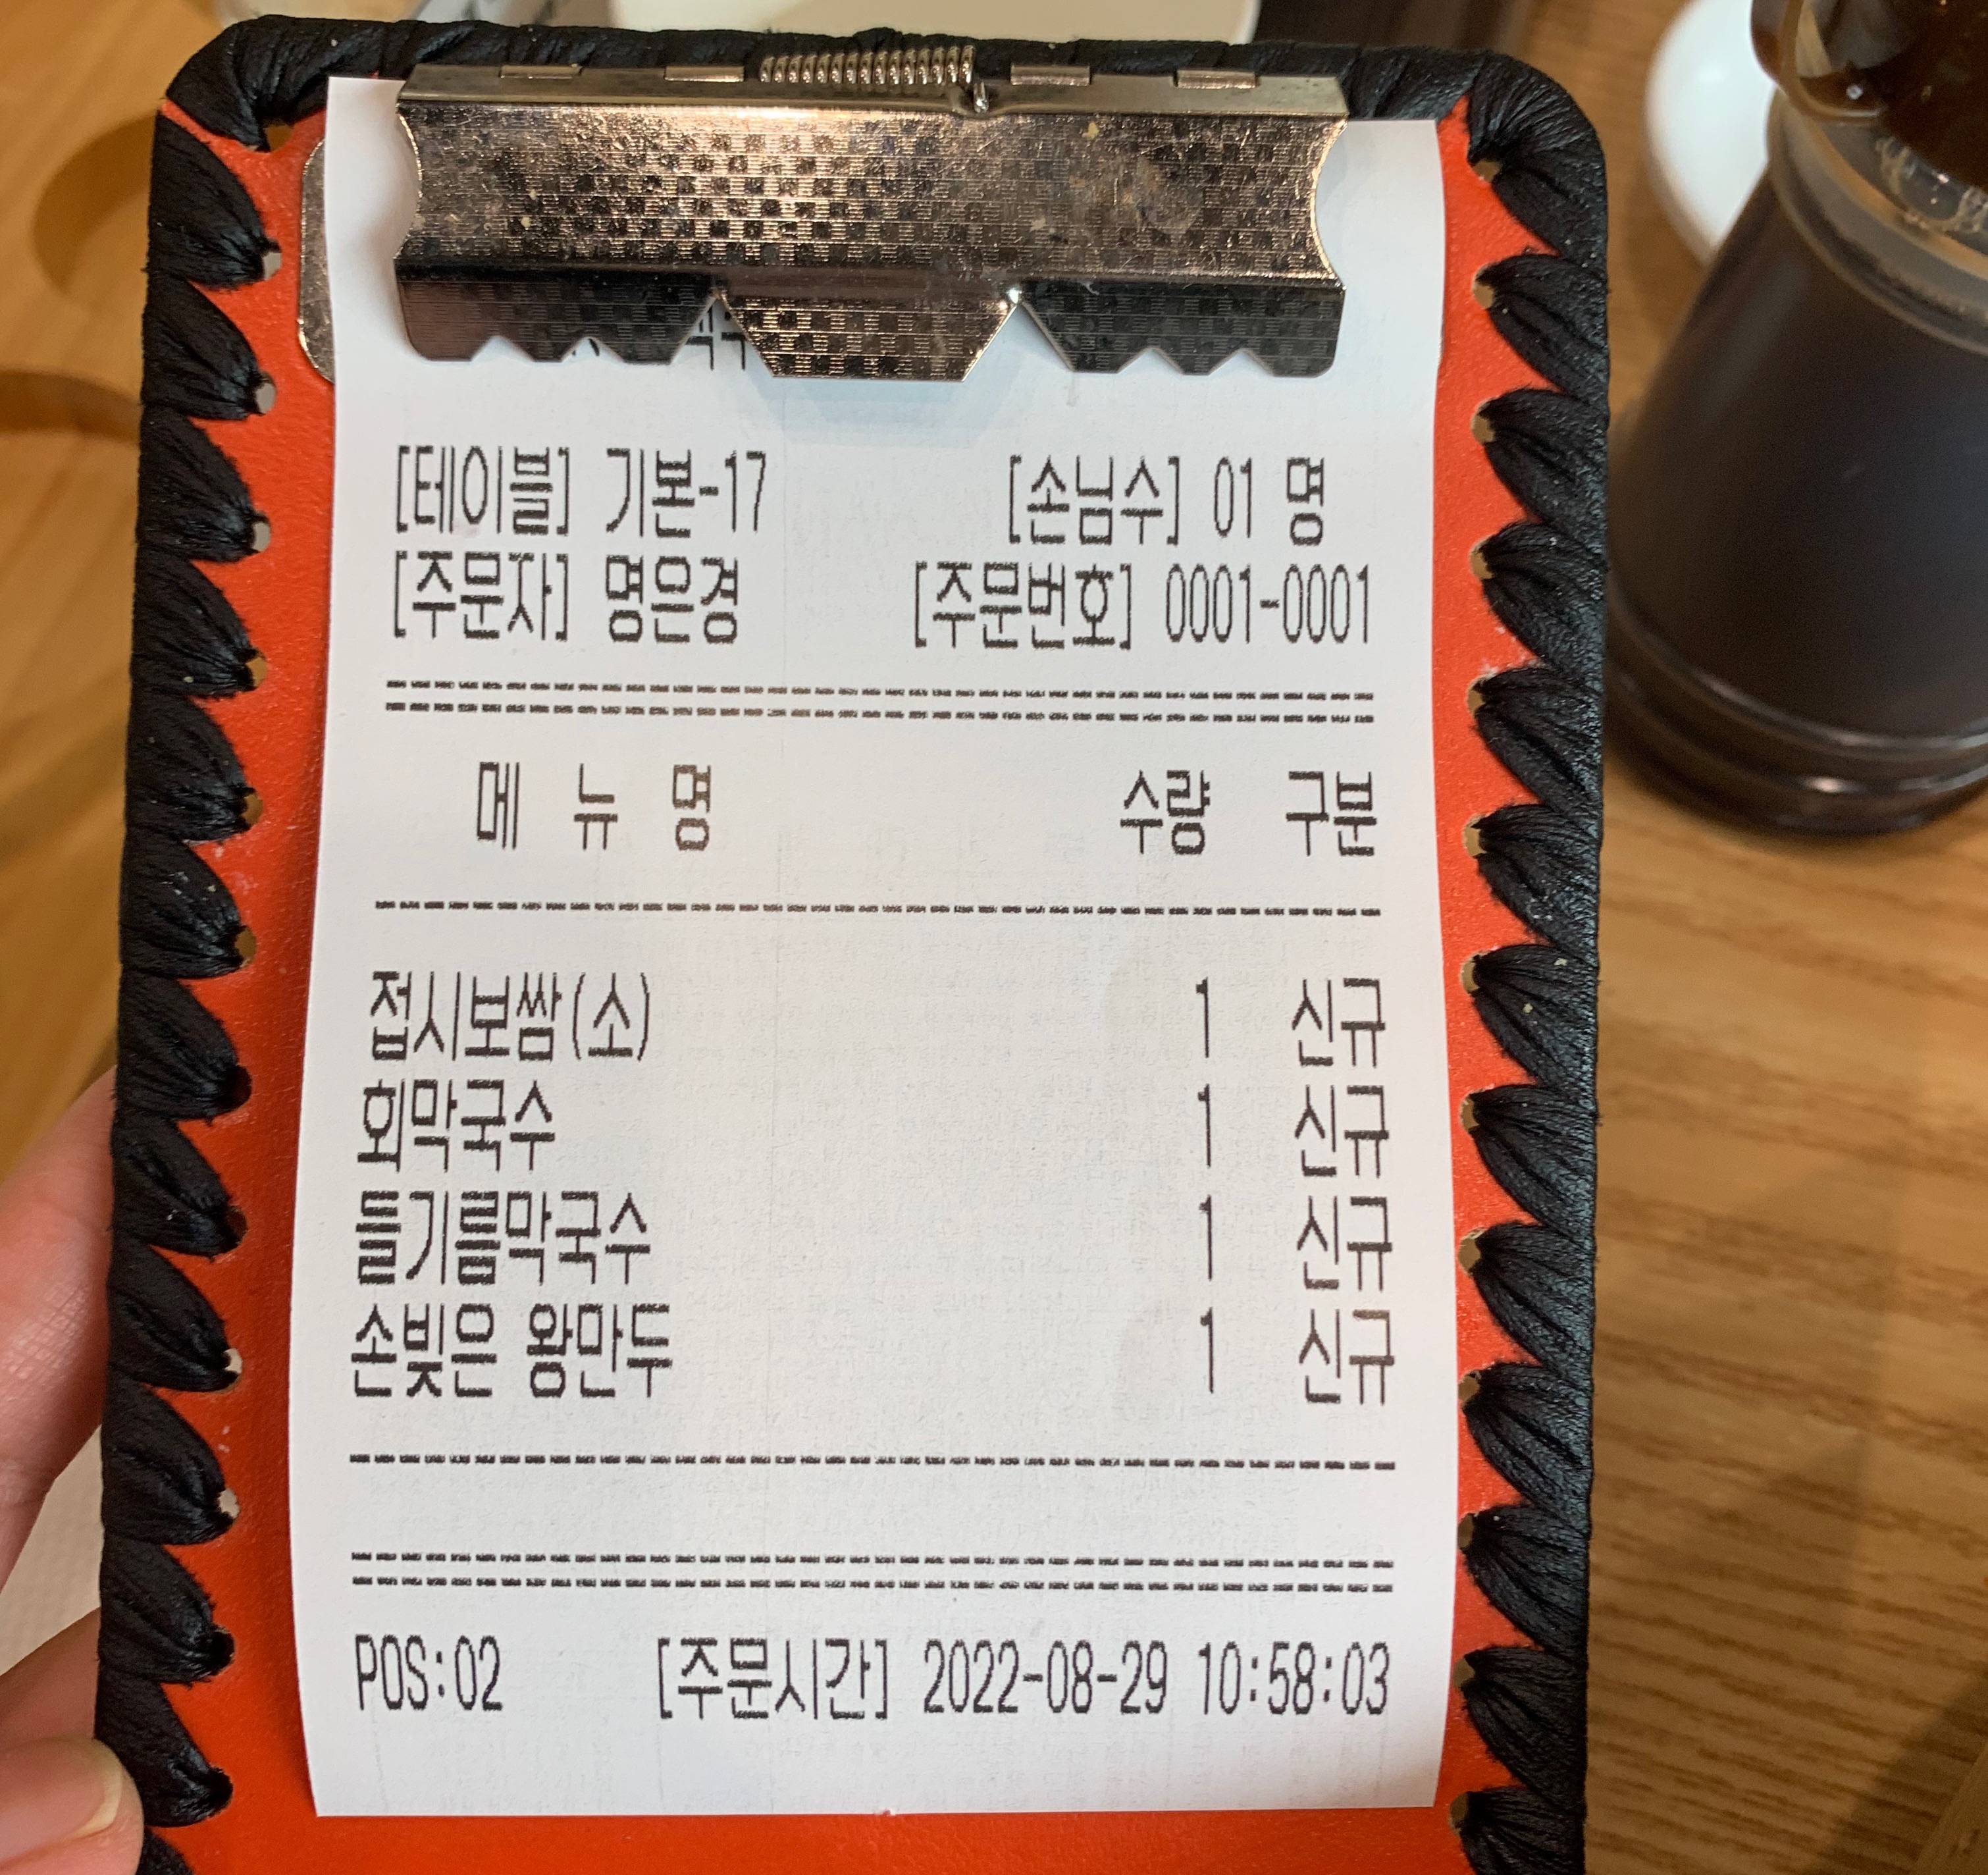 [테이블] 기본-17 [손님수] 01 명
[주문자] 명은경 [주문번호] 0001-0001
메 뉴 명 수량 구분
접시보쌈(소) 1 신규
회막국수 1 신규
들기름막국수 1 신규
손빚은 왕만두 1 신규
POS:02 [주문시간] 2022-08-29 10:58:03